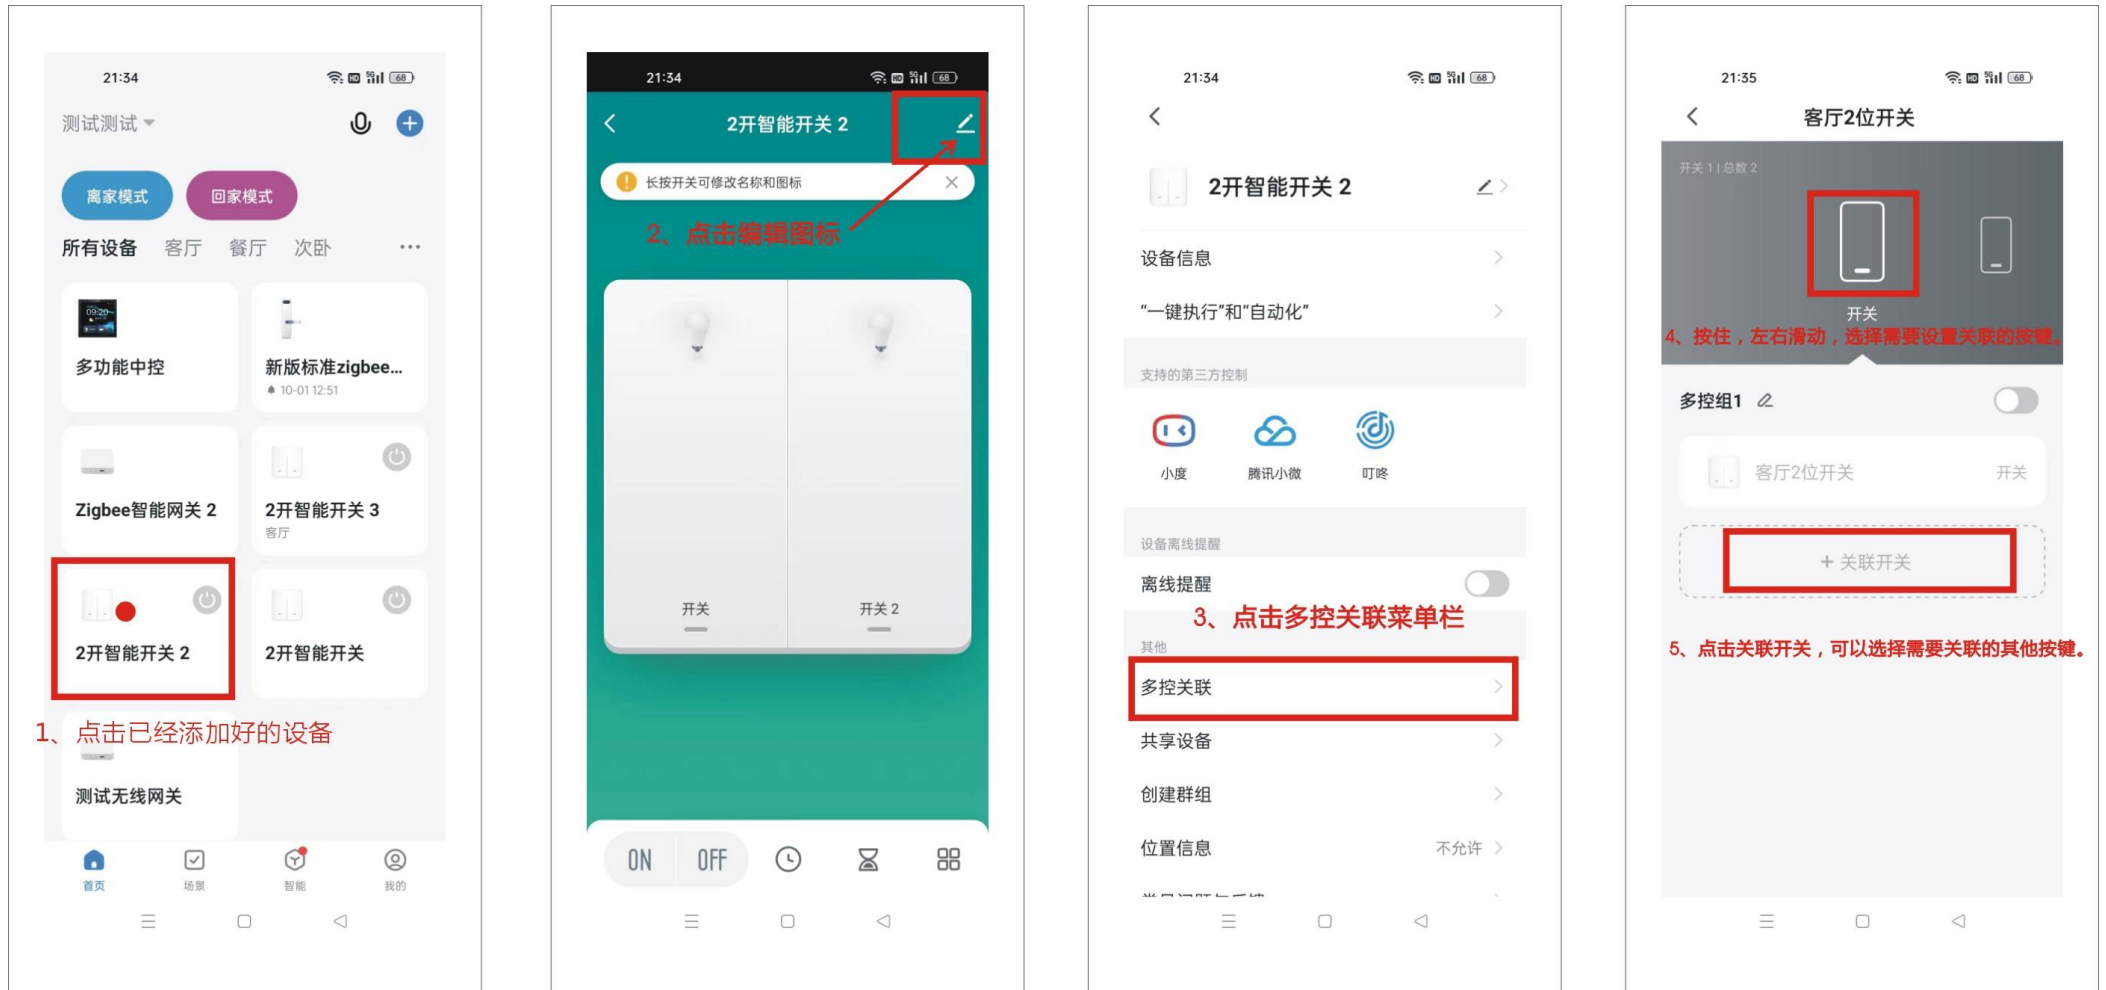 21:34
HD 5G 68
测试测试
离家模式 回家模式
所有设备 客厅 餐厅 次卧 ...
09:20
多功能中控
新版标准zigbee...
10-01 12:51
Zigbee智能网关 2
2开智能开关 3
客厅
2开智能开关 2
2开智能开关
1、点击已经添加好的设备
测试无线网关
首页 场景 智能 我的
21:34
HD 5G 68
2开智能开关 2
长按开关可修改名称和图标
2、点击编辑图标
开关 开关 2
ON OFF
21:34
HD 5G 68
2开智能开关 2
设备信息
“一键执行”和“自动化”
支持的第三方控制
小度 腾讯小微 叮咚
设备离线提醒
离线提醒
3、点击多控关联菜单栏
其他
多控关联
共享设备
创建群组
位置信息 不允许
21:35
HD 5G 68
客厅2位开关
开关 1 | 总数 2
开关
4、按住，左右滑动，选择需要设置关联的按键。
多控组1
客厅2位开关 开关
+ 关联开关
5、点击关联开关，可以选择需要关联的其他按键。